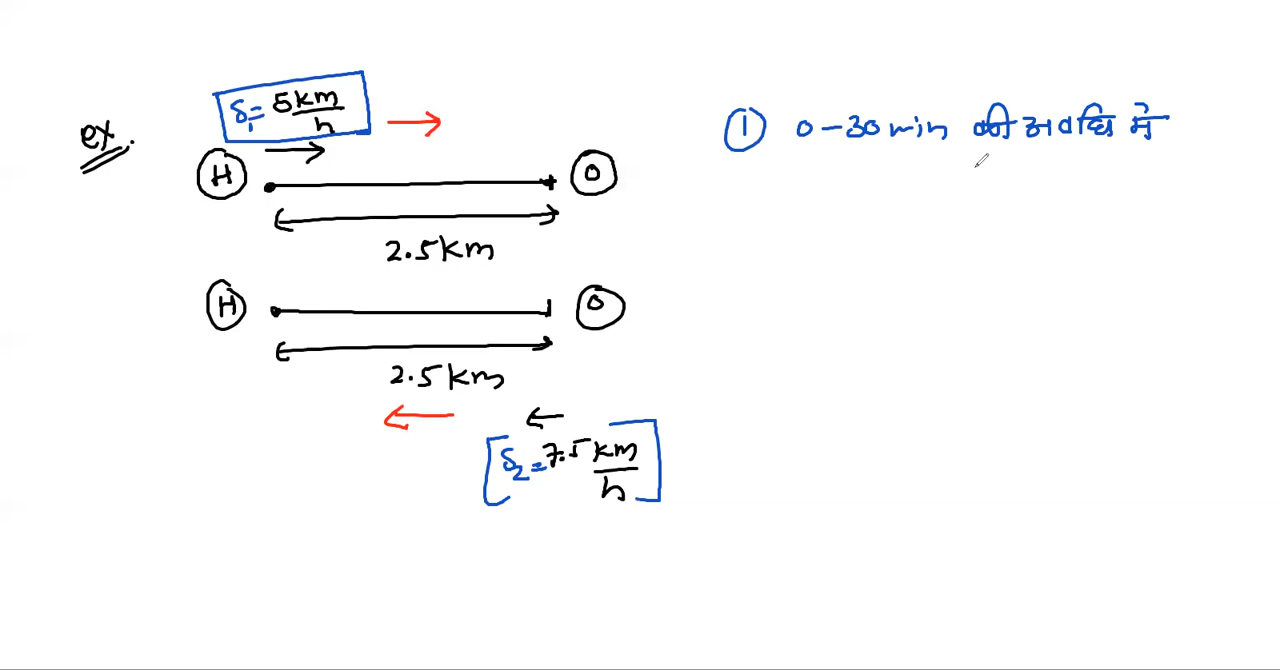 ex.
S₁ = 5 km/h
H O
2.5 km
H O
2.5 km
S₂ = 7.5 km/h
① 0-30 min की अवधि में